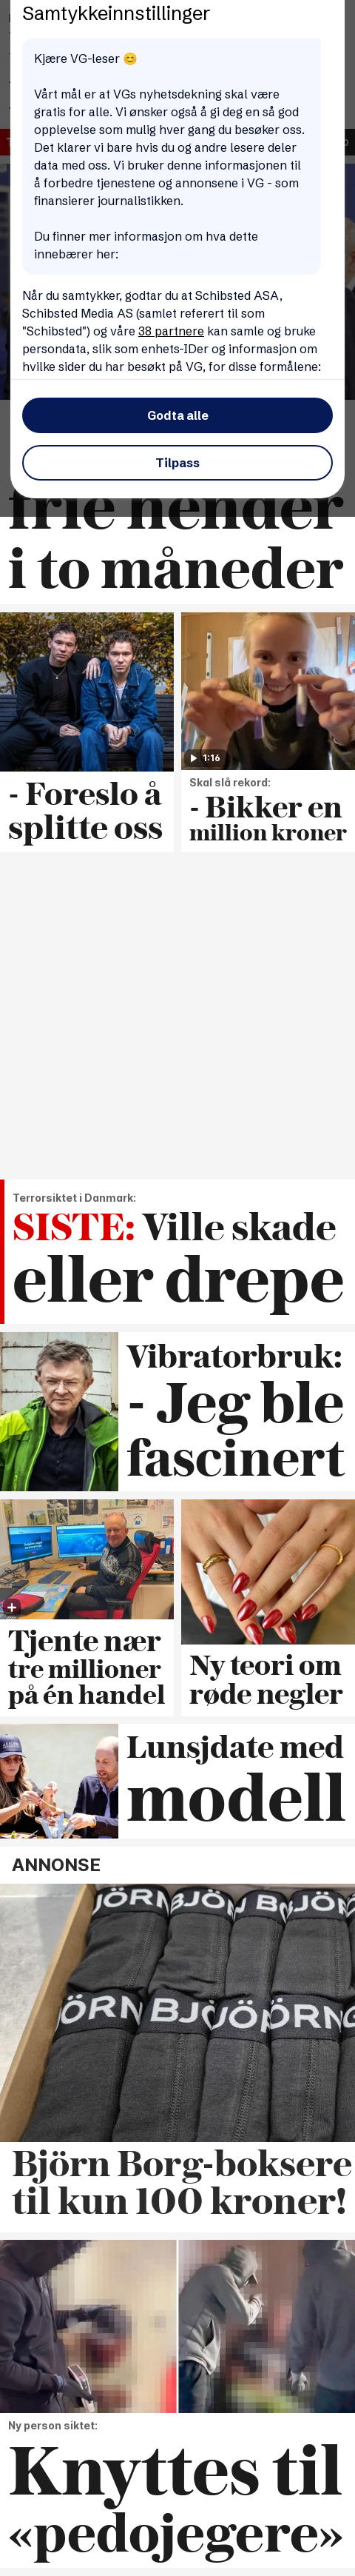 Samtykkeinnstillinger
Kjære VG-leser 😊
Vårt mål er at VGs nyhetsdekning skal være
gratis for alle. Vi ønsker også å gi deg en så god
opplevelse som mulig hver gang du besøker oss.
Det klarer vi bare hvis du og andre lesere deler
data med oss. Vi bruker denne informasjonen til
å forbedre tjenestene og annonsene i VG - som
finansierer journalistikken.
Du finner mer informasjon om hva dette
innebærer her:
Når du samtykker, godtar du at Schibsted ASA,
Schibsted Media AS (samlet referert til som
"Schibsted") og våre 38 partnere kan samle og bruke
persondata, slik som enhets-IDer og informasjon om
hvilke sider du har besøkt på VG, for disse formålene:
Godta alle
Tilpass
frie hender
i to måneder
- Foreslo å
splitte oss
1:16
Skal slå rekord:
- Bikker en
million kroner
Terrorsiktet i Danmark:
SISTE: Ville skade
eller drepe
Vibratorbruk:
- Jeg ble
fascinert
Tjente nær
tre millioner
på én handel
Ny teori om
røde negler
Lunsjdate med
modell
ANNONSE
BJÖRN BORG
Björn Borg-boksere
til kun 100 kroner!
Ny person siktet:
Knyttes til
«pedojegere»